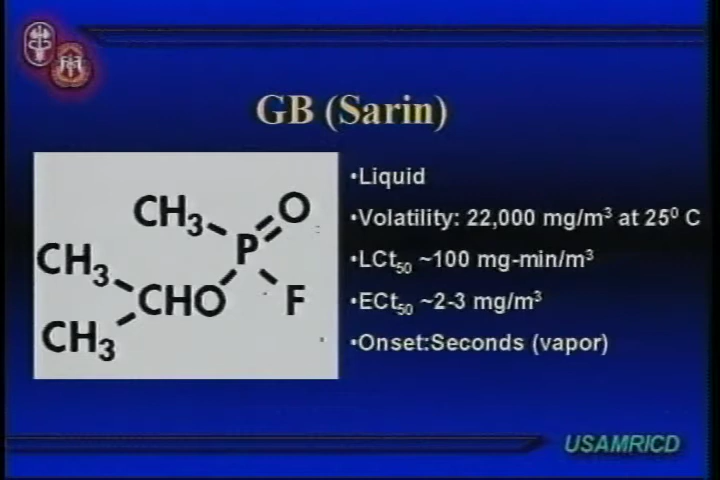 GB (Sarin)
CH₃
O
P
CH₃
CHO
F
CH₃
•Liquid
•Volatility: 22,000 mg/m³ at 25⁰ C
•LCt₅₀ ~100 mg-min/m³
•ECt₅₀ ~2-3 mg/m³
•Onset:Seconds (vapor)
USAMRICD